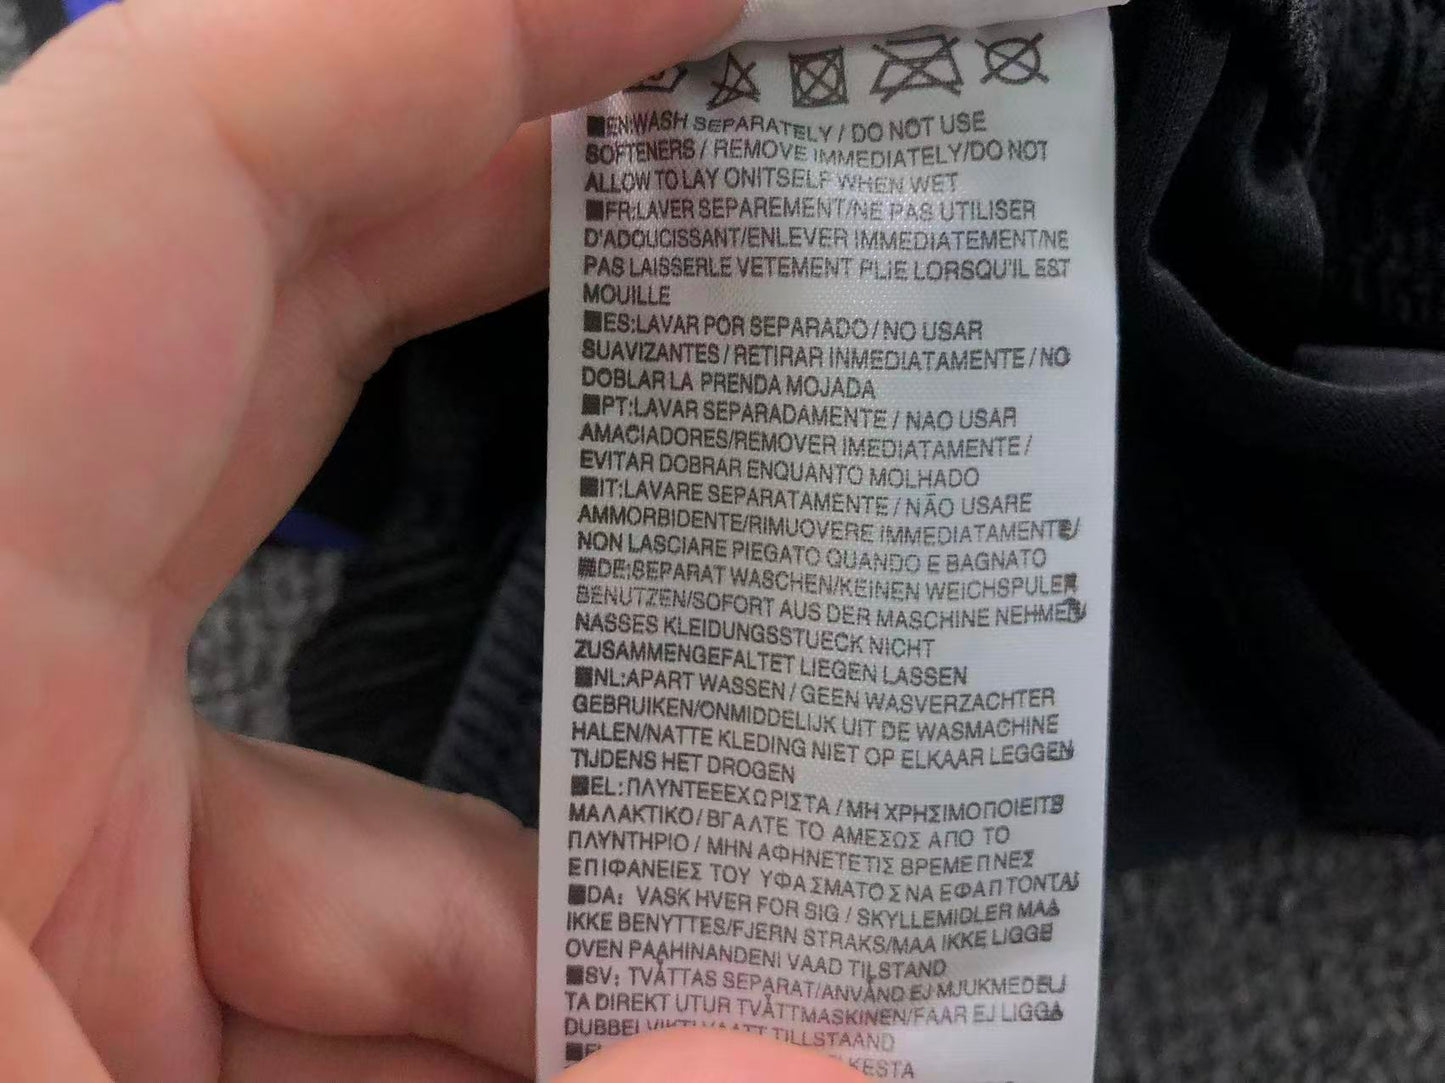 ■EN:WASH SEPARATELY / DO NOT USE
SOFTENERS / REMOVE IMMEDIATELY/DO NOT
ALLOW TO LAY ONITSELF WHEN WET
■FR:LAVER SEPAREMENT/NE PAS UTILISER
D'ADOUCISSANT/ENLEVER IMMEDIATEMENT/NE
PAS LAISSERLE VETEMENT PLIE LORSQU'IL EST
MOUILLE
■ES:LAVAR POR SEPARADO / NO USAR
SUAVIZANTES / RETIRAR INMEDIATAMENTE / NO
DOBLAR LA PRENDA MOJADA
■PT:LAVAR SEPARADAMENTE / NAO USAR
AMACIADORES/REMOVER IMEDIATAMENTE /
EVITAR DOBRAR ENQUANTO MOLHADO
■IT:LAVARE SEPARATAMENTE / NÃO USARE
AMMORBIDENTE/RIMUOVERE IMMEDIATAMENTE/
NON LASCIARE PIEGATO QUANDO E BAGNATO
■DE:SEPARAT WASCHEN/KEINEN WEICHSPULER
BENUTZEN/SOFORT AUS DER MASCHINE NEHMEN/
NASSES KLEIDUNGSSTUECK NICHT
ZUSAMMENGEFALTET LIEGEN LASSEN
■NL:APART WASSEN / GEEN WASVERZACHTER
GEBRUIKEN/ONMIDDELIJK UIT DE WASMACHINE
HALEN/NATTE KLEDING NIET OP ELKAAR LEGGEN
TIJDENS HET DROGEN
■EL:ΠΛΥΝΤΕΕΕΧΩΡΙΣΤΑ / ΜΗ ΧΡΗΣΙΜΟΠΟΙΕΙΤΕ
ΜΑΛΑΚΤΙΚΟ / ΒΓΑΛΤΕ ΤΟ ΑΜΕΣΩΣ ΑΠΟ ΤΟ
ΠΛΥΝΤΗΡΙΟ / ΜΗΝ ΑΦΗΝΕΤΕΤΙΣ ΒΡΕΜΕΠΝΕΣ
ΕΠΙΦΑΝΕΙΕΣ ΤΟΥ ΥΦΑΣΜΑΤΟΣ ΝΑ ΕΦΑΠΤΟΝΤΑΙ
■DA: VASK HVER FOR SIG / SKYLLEMIDLER MAA
IKKE BENYTTES/FJERN STRAKS/MAA IKKE LIGGE
OVEN PAAHINANDENI VAAD TILSTAND
■SV: TVÅTTAS SEPARAT/ANVÅND EJ MJUKMEDEL/
TA DIREKT UTUR TVÅTTMASKINEN/FAAR EJ LIGGA
DUBBEL TILLSTAAND